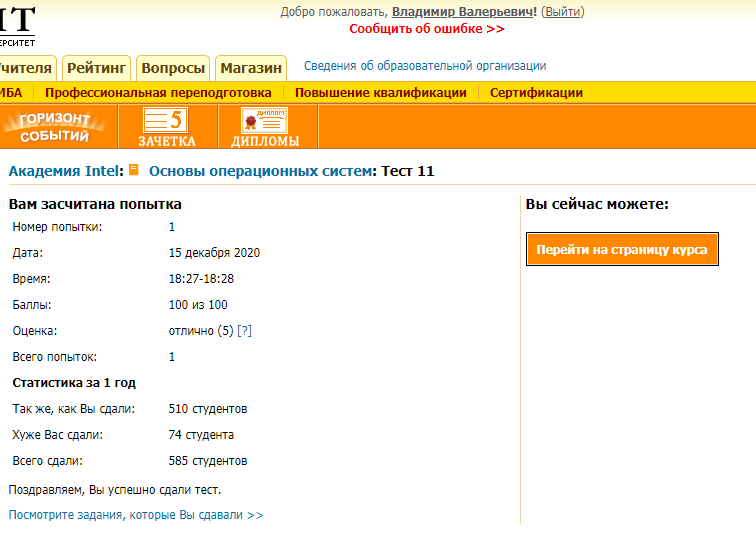 ИТ
Добро пожаловать, Владимир Валерьевич! (Выйти)
Сообщить об ошибке >>
Рейтинг Вопросы Магазин Сведения об образовательной организации
Профессиональная переподготовка Повышение квалификации Сертификации
ГОРИЗОНТ СОБЫТИЙ
5
ЗАЧЕТКА
ДИПЛОМ
ДИПЛОМЫ
Академия Intel: Основы операционных систем: Тест 11
Вам засчитана попытка
Номер попытки: 1
Дата: 15 декабря 2020
Время: 18:27-18:28
Баллы: 100 из 100
Оценка: отлично (5) [?]
Всего попыток: 1
Статистика за 1 год
Так же, как Вы сдали: 510 студентов
Хуже Вас сдали: 74 студента
Всего сдали: 585 студентов
Поздравляем, Вы успешно сдали тест.
Посмотрите задания, которые Вы сдавали >>
Вы сейчас можете:
Перейти на страницу курса